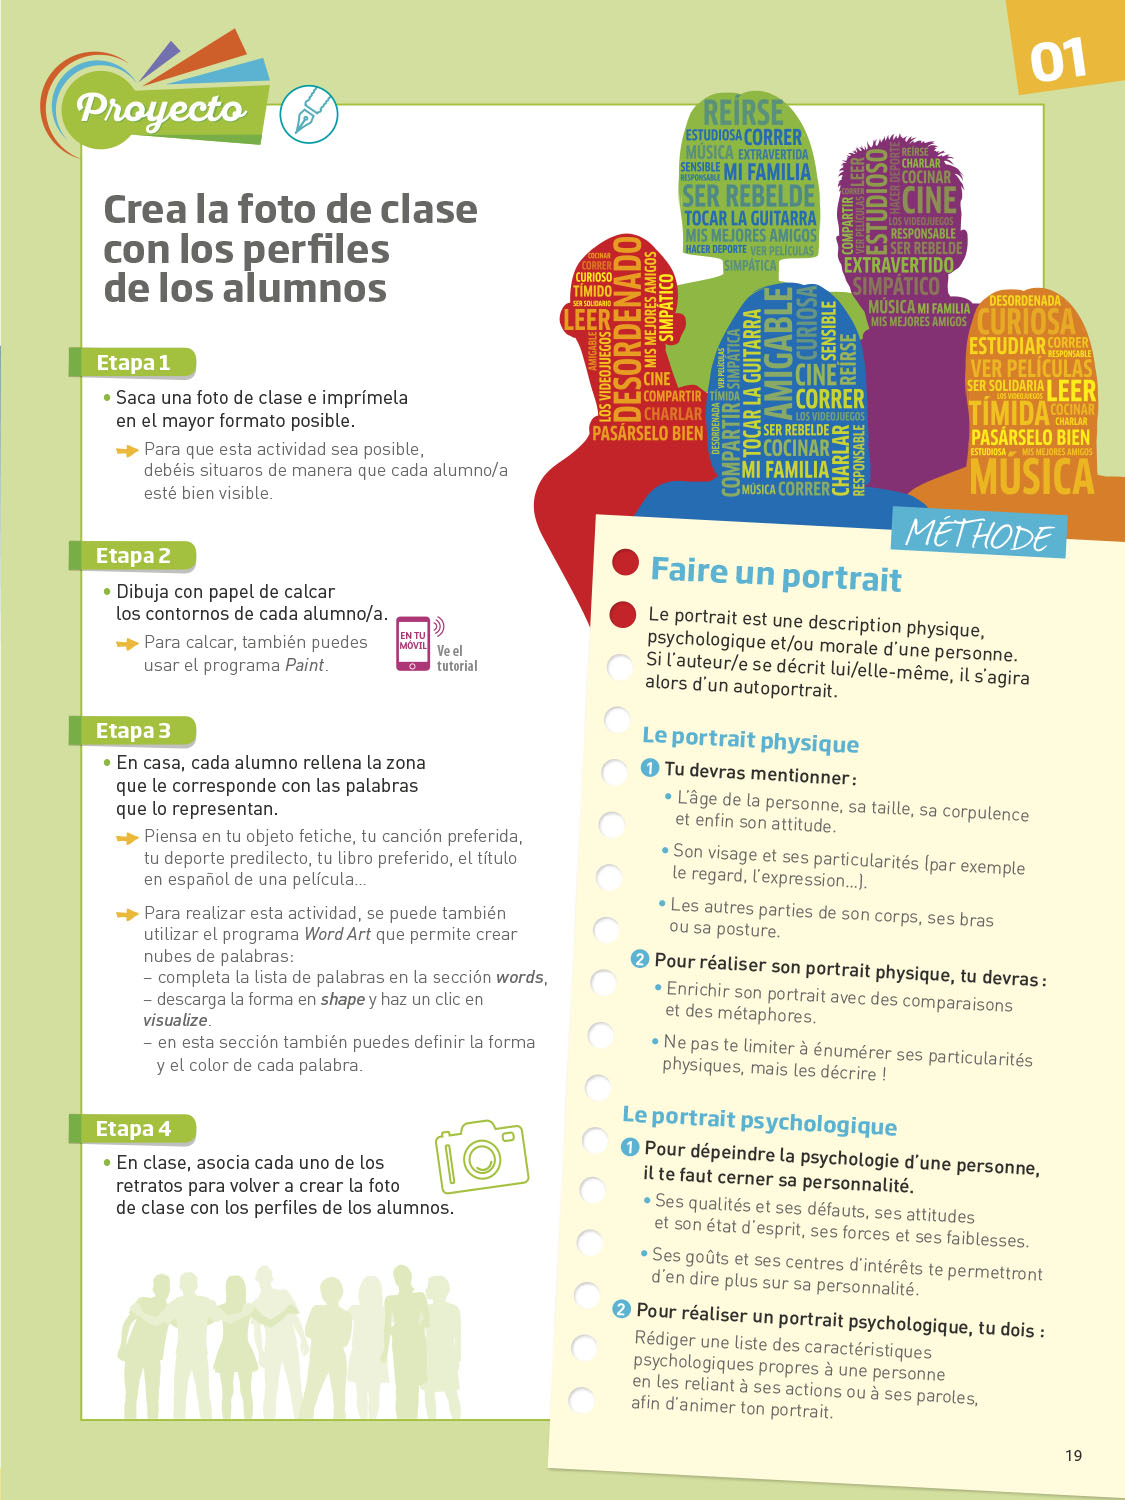 01
Proyecto
Crea la foto de clase
con los perfiles
de los alumnos
Etapa 1
• Saca una foto de clase e imprímela
en el mayor formato posible.
Para que esta actividad sea posible,
debéis situaros de manera que cada alumno/a
esté bien visible.
Etapa 2
• Dibuja con papel de calcar
los contornos de cada alumno/a.
Para calcar, también puedes
usar el programa Paint.
EN TU
MÓVIL
Ve el
tutorial
Etapa 3
• En casa, cada alumno rellena la zona
que le corresponde con las palabras
que lo representan.
Piensa en tu objeto fetiche, tu canción preferida,
tu deporte predilecto, tu libro preferido, el título
en español de una película...
Para realizar esta actividad, se puede también
utilizar el programa Word Art que permite crear
nubes de palabras:
– completa la lista de palabras en la sección words,
– descarga la forma en shape y haz un clic en
visualize.
– en esta sección también puedes definir la forma
y el color de cada palabra.
Etapa 4
• En clase, asocia cada uno de los
retratos para volver a crear la foto
de clase con los perfiles de los alumnos.
REÍRSE
ESTUDIOSA CORRER
MÚSICA EXTRAVERTIDA
SENSIBLE
RESPONSABLE MI FAMILIA
SER REBELDE
TOCAR LA GUITARRA
MIS MEJORES AMIGOS
HACER DEPORTE VER PELÍCULAS
SIMPÁTICA
COMPARTIR
VER PELÍCULAS
CORRER
LEER
ESTUDIOSO
HACER DEPORTE
REÍRSE
CHARLAR
COCINAR
CINE
LOS VIDEOJUEGOS
RESPONSABLE
SER REBELDE
EXTRAVERTIDO
SIMPÁTICO
MÚSICA MI FAMILIA
MIS MEJORES AMIGOS
COCINAR
CORRER
CURIOSO
TÍMIDO
SER SOLIDARIO
LEER
AMIGABLE
LOS VIDEOJUEGOS
DESORDENADO
MIS MEJORES AMIGOS
SIMPÁTICO
CINE
COMPARTIR
CHARLAR
PASÁRSELO BIEN
VER PELÍCULAS
SIMPÁTICA
TÍMIDA
DESORDENADA
COMPARTIR
TOCAR LA GUITARRA
AMIGABLE
CURIOSA
SENSIBLE
REÍRSE
CINE
CORRER
LOS VIDEOJUEGOS
SER REBELDE
COCINAR
MI FAMILIA
MÚSICA CORRER
CHARLAR
RESPONSABLE
DESORDENADA
CURIOSA
ESTUDIAR CORRER
RESPONSABLE
VER PELÍCULAS
SER SOLIDARIA
LOS VIDEOJUEGOS
LEER
TÍMIDA COCINAR
CHARLAR
PASÁRSELO BIEN
ESTUDIOSA MIS MEJORES AMIGOS
MÚSICA
MÉTHODE
Faire un portrait
Le portrait est une description physique,
psychologique et/ou morale d'une personne.
Si l'auteur/e se décrit lui/elle-même, il s'agira
alors d'un autoportrait.
Le portrait physique
1 Tu devras mentionner :
• L'âge de la personne, sa taille, sa corpulence
et enfin son attitude.
• Son visage et ses particularités (par exemple
le regard, l'expression...).
• Les autres parties de son corps, ses bras
ou sa posture.
2 Pour réaliser son portrait physique, tu devras :
• Enrichir son portrait avec des comparaisons
et des métaphores.
• Ne pas te limiter à énumérer ses particularités
physiques, mais les décrire !
Le portrait psychologique
1 Pour dépeindre la psychologie d'une personne,
il te faut cerner sa personnalité.
• Ses qualités et ses défauts, ses attitudes
et son état d'esprit, ses forces et ses faiblesses.
• Ses goûts et ses centres d'intérêts te permettront
d'en dire plus sur sa personnalité.
2 Pour réaliser un portrait psychologique, tu dois :
Rédiger une liste des caractéristiques
psychologiques propres à une personne
en les reliant à ses actions ou à ses paroles,
afin d'animer ton portrait.
19